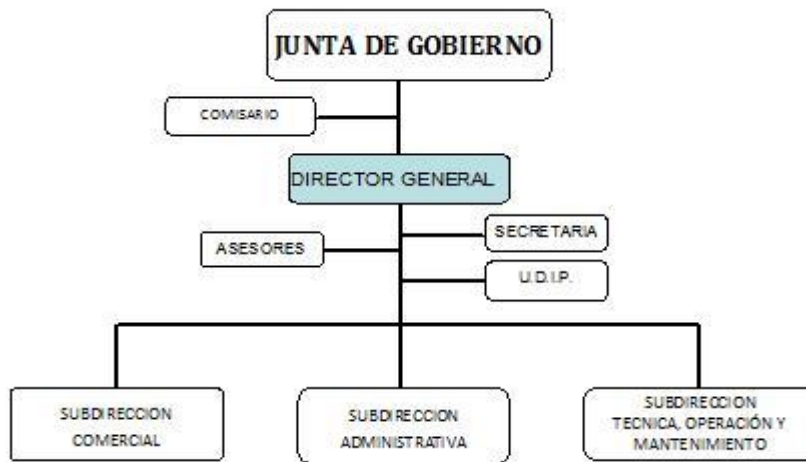 JUNTA DE GOBIERNO
COMISARIO
DIRECTOR GENERAL
SECRETARIA
ASESORES
U.D.I.P.
SUBDIRECCION
COMERCIAL
SUBDIRECCION
ADMINISTRATIVA
SUBDIRECCION
TECNICA, OPERACIÓN Y
MANTENIMIENTO